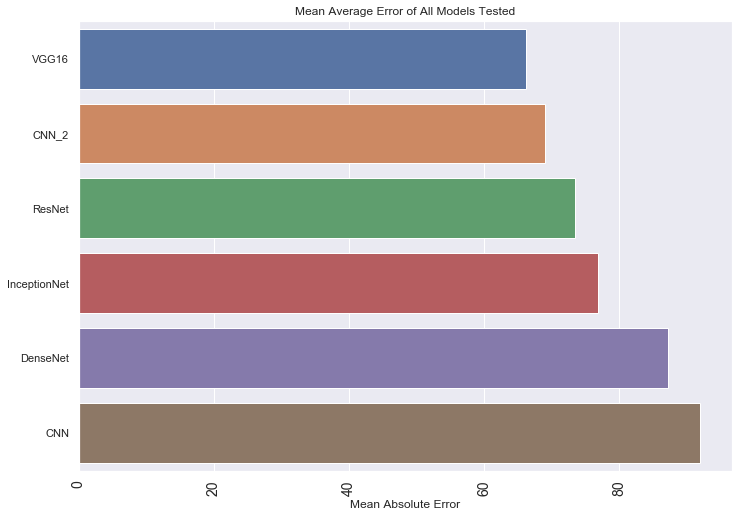 Mean Average Error of All Models Tested
VGG16
CNN_2
ResNet
InceptionNet
DenseNet
CNN
0
20
40
60
80
Mean Absolute Error